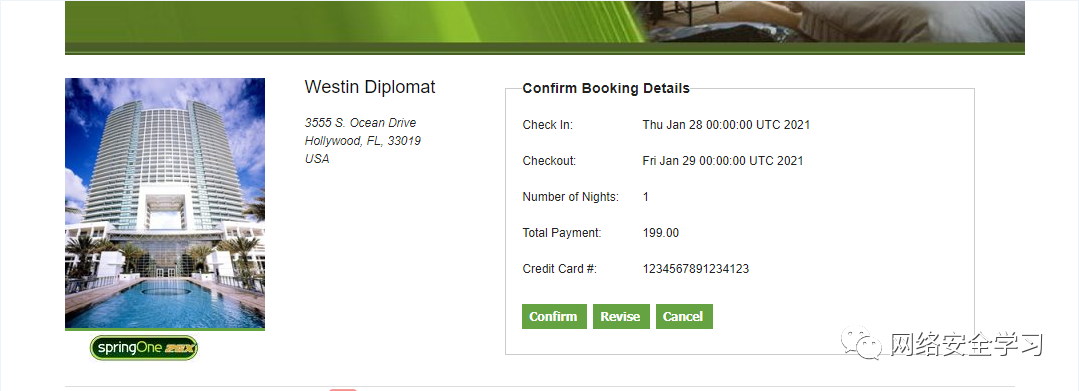 Westin Diplomat
3555 S. Ocean Drive
Hollywood, FL, 33019
USA
Confirm Booking Details
Check In: Thu Jan 28 00:00:00 UTC 2021
Checkout: Fri Jan 29 00:00:00 UTC 2021
Number of Nights: 1
Total Payment: 199.00
Credit Card #: 1234567891234123
Confirm Revise Cancel
springOne 2GX
网络安全学习